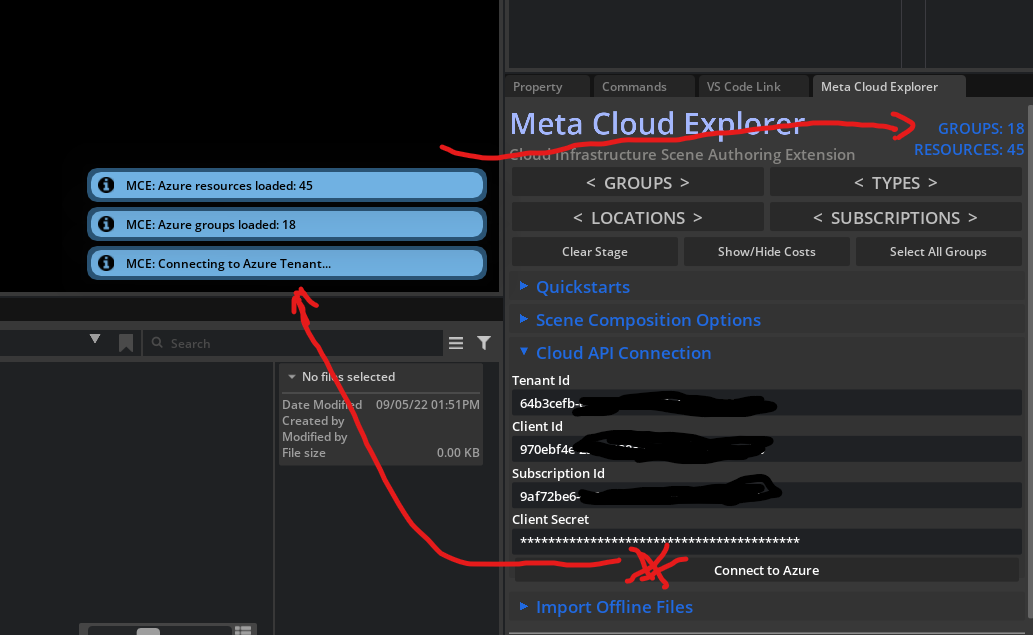 MCE: Azure resources loaded: 45
MCE: Azure groups loaded: 18
MCE: Connecting to Azure Tenant...
Search
No files selected
Date Modified 09/05/22 01:51PM
Created by
Modified by
File size 0.00 KB
Property Commands VS Code Link Meta Cloud Explorer
Meta Cloud Explorer
GROUPS: 18
Cloud Infrastructure Scene Authoring Extension
RESOURCES: 45
< GROUPS > < TYPES >
< LOCATIONS > < SUBSCRIPTIONS >
Clear Stage Show/Hide Costs Select All Groups
Quickstarts
Scene Composition Options
Cloud API Connection
Tenant Id
64b3cefb-
Client Id
970ebf4e-
Subscription Id
9af72be6-
Client Secret
****************************************
Connect to Azure
Import Offline Files